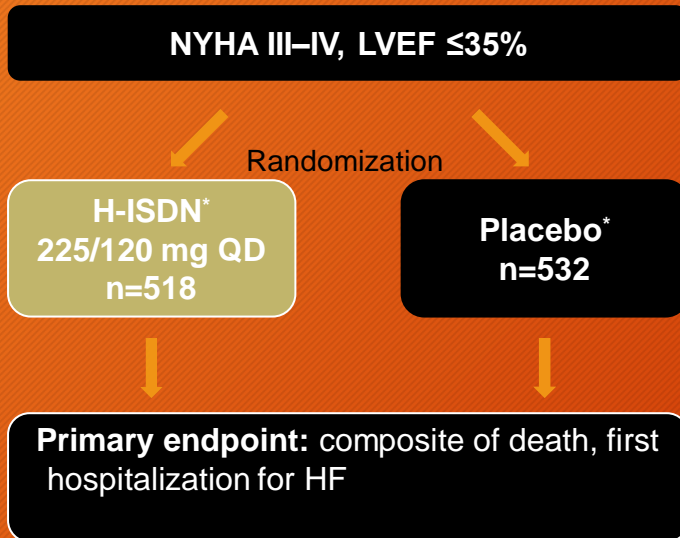 NYHA III–IV, LVEF ≤35%
Randomization
H-ISDN*
225/120 mg QD
n=518
Placebo*
n=532
Primary endpoint: composite of death, first
hospitalization for HF